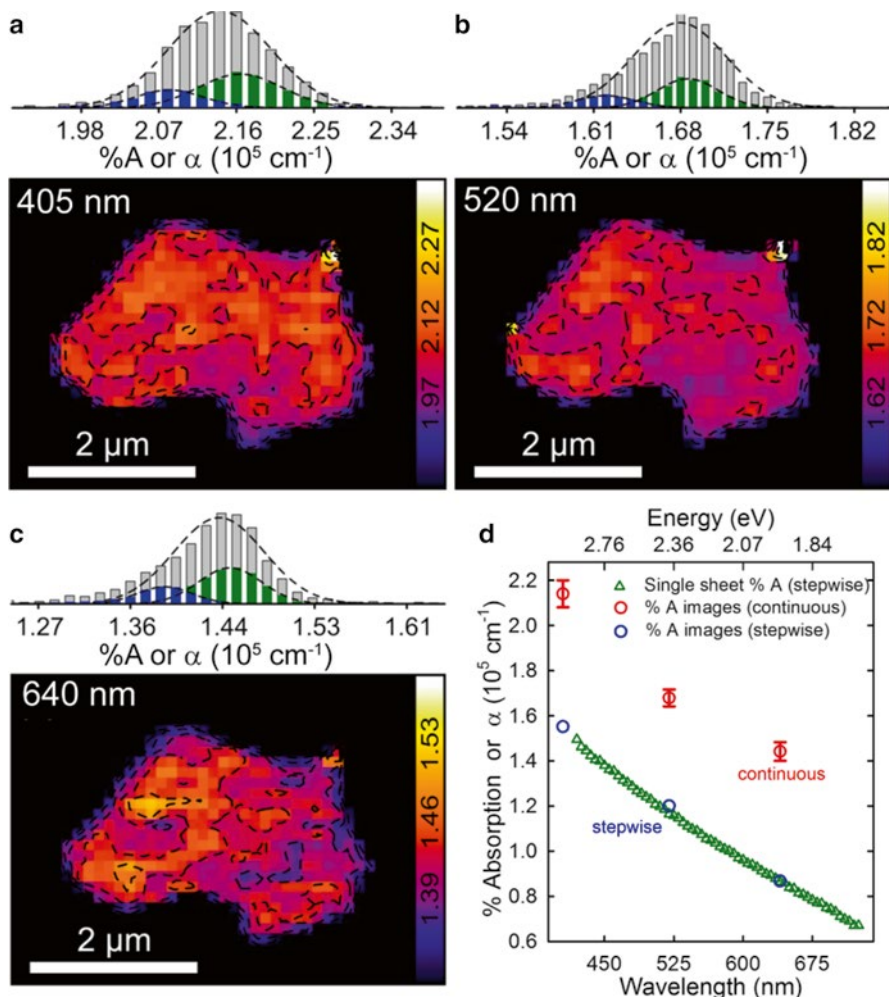 a
1.98 2.07 2.16 2.25 2.34
%A or α (10⁵ cm⁻¹)
405 nm
2 μm
2.27
2.12
1.97
b
1.54 1.61 1.68 1.75 1.82
%A or α (10⁵ cm⁻¹)
520 nm
2 μm
1.82
1.72
1.62
c
1.27 1.36 1.44 1.53 1.61
%A or α (10⁵ cm⁻¹)
640 nm
2 μm
1.53
1.46
1.39
d
Energy (eV)
2.76 2.36 2.07 1.84
Single sheet % A (stepwise)
% A images (continuous)
% A images (stepwise)
continuous
stepwise
% Absorption or α (10⁵ cm⁻¹)
2.2
2.0
1.8
1.6
1.4
1.2
1.0
0.8
0.6
450 525 600 675
Wavelength (nm)